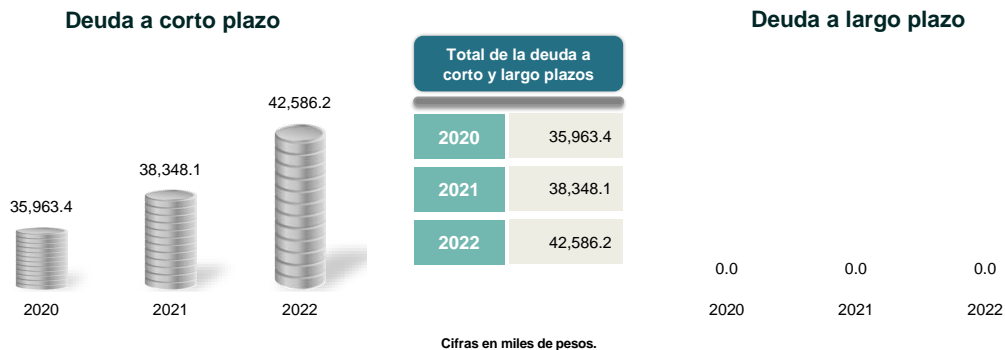 Deuda a corto plazo
42,586.2
38,348.1
35,963.4
2020
2021
2022
Total de la deuda a
corto y largo plazos
2020 35,963.4
2021 38,348.1
2022 42,586.2
Cifras en miles de pesos.
Deuda a largo plazo
0.0 0.0 0.0
2020 2021 2022